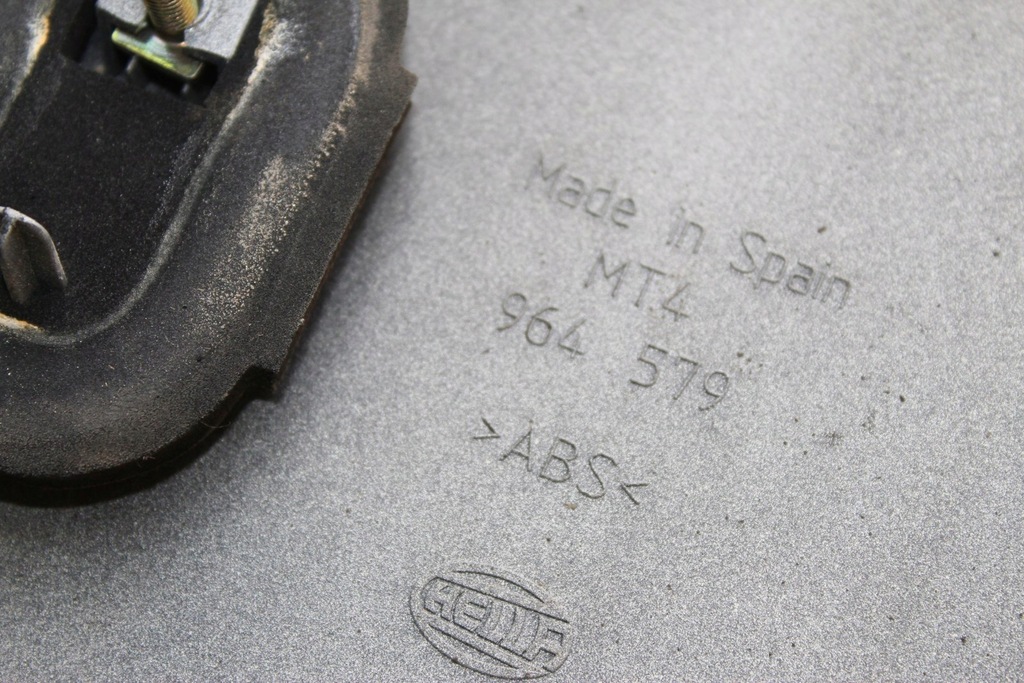 Made in Spain
MT4
964 579
>ABS<
HELLA